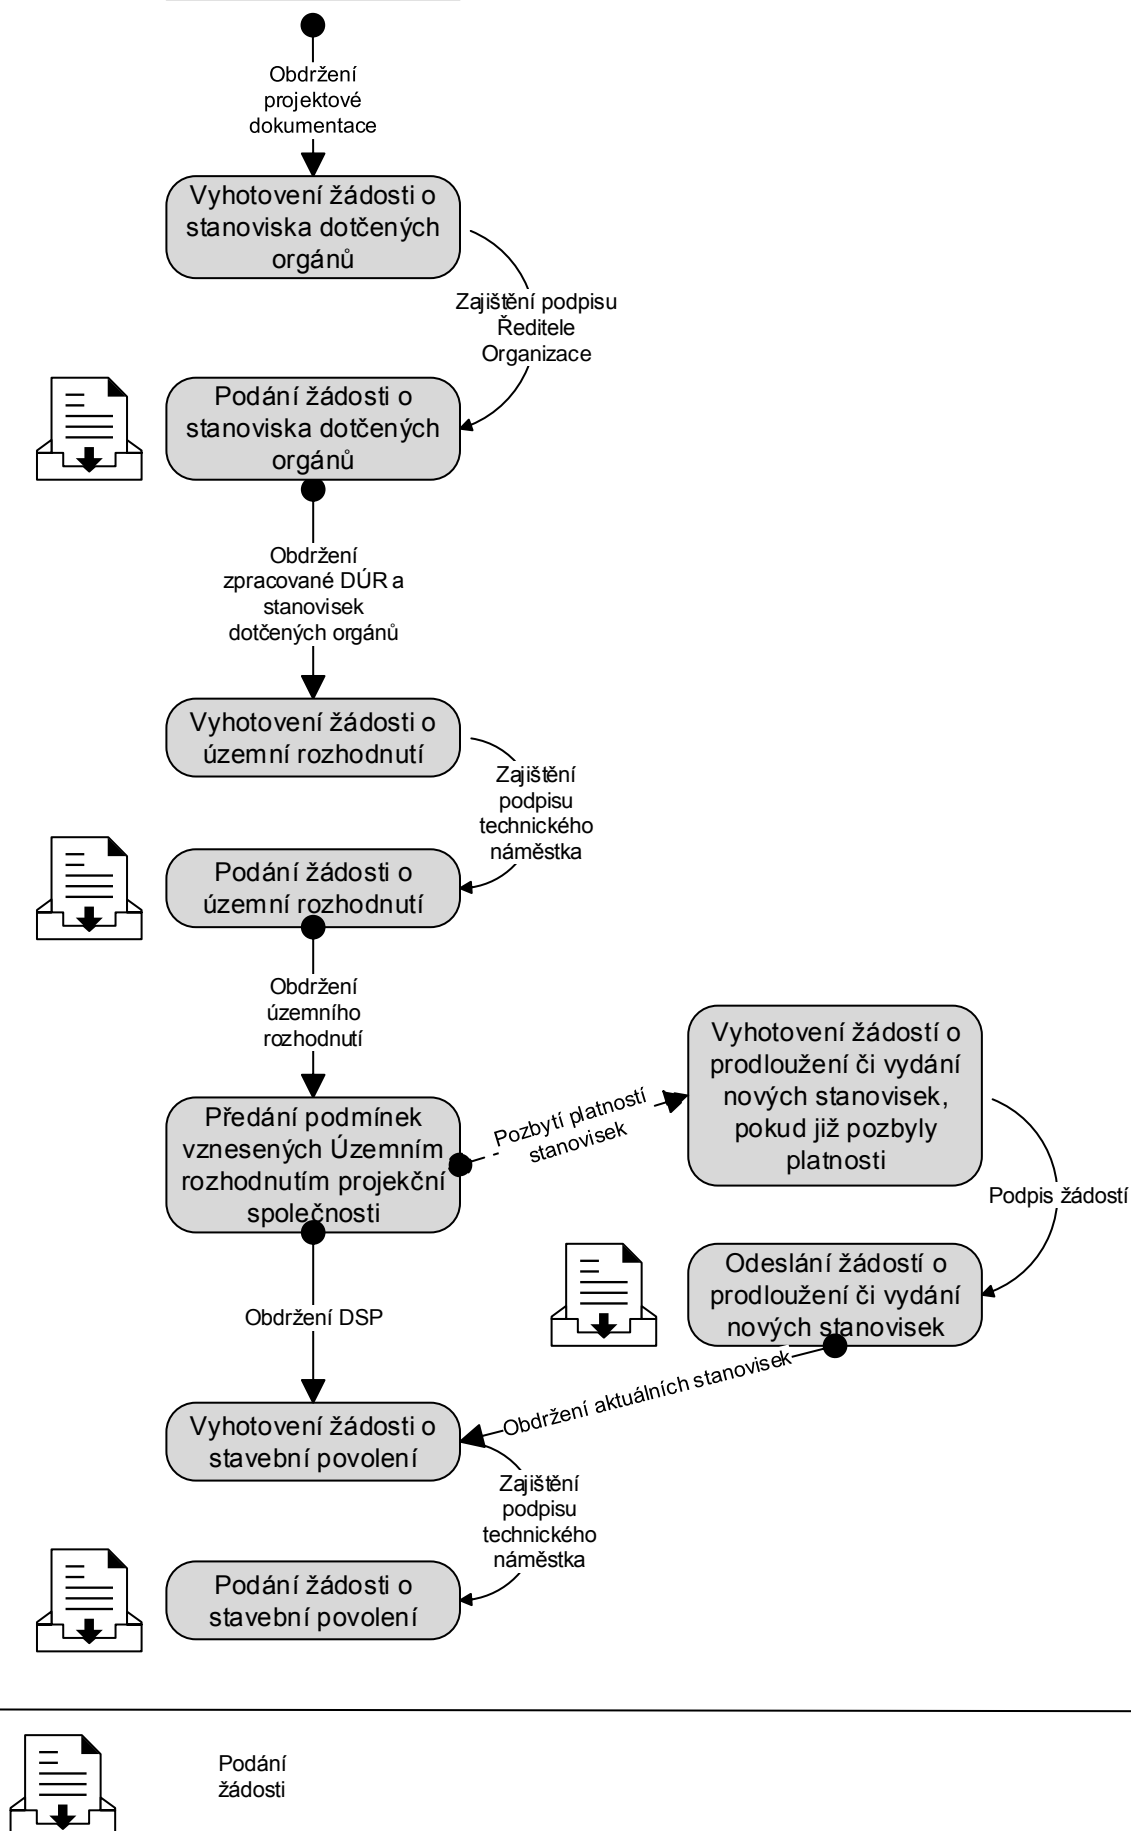 Obdržení
projektové
dokumentace
Vyhotovení žádosti o
stanoviska dotčených
orgánů
Zajištění podpisu
Ředitele
Organizace
Podání žádosti o
stanoviska dotčených
orgánů
Obdržení
zpracované DÚR a
stanovisek
dotčených orgánů
Vyhotovení žádosti o
územní rozhodnutí
Zajištění
podpisu
technického
náměstka
Podání žádosti o
územní rozhodnutí
Obdržení
územního
rozhodnutí
Předání podmínek
vznesených Územním
rozhodnutím projekční
společnosti
Pozbytí platností
stanovisek
Vyhotovení žádostí o
prodloužení či vydání
nových stanovisek,
pokud již pozbyly
platnosti
Podpis žádostí
Odeslání žádostí o
prodloužení či vydání
nových stanovisek
Obdržení DSP
Obdržení aktuálních stanovisek
Vyhotovení žádosti o
stavební povolení
Zajištění
podpisu
technického
náměstka
Podání žádosti o
stavební povolení
Podání
žádosti